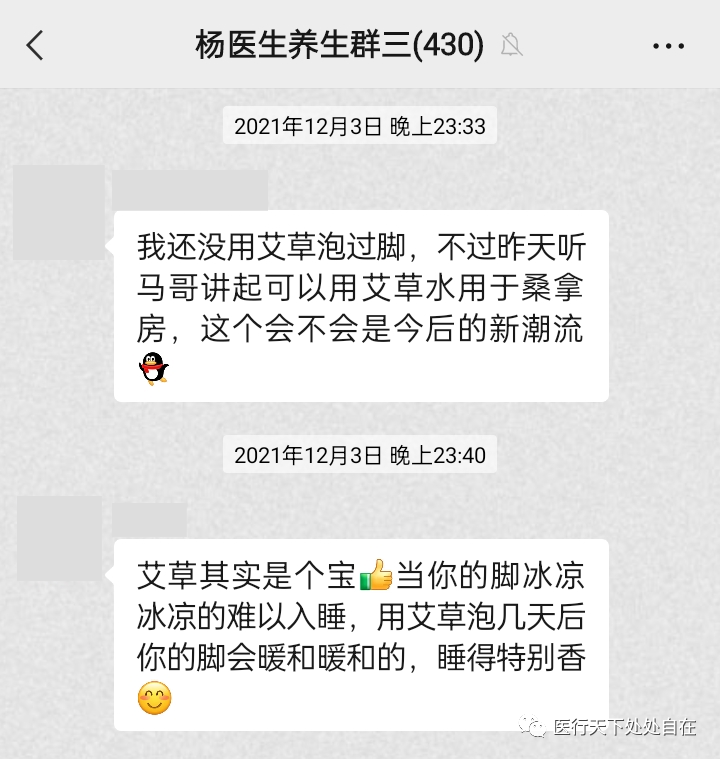 杨医生养生群三(430)
2021年12月3日 晚上23:33
我还没用艾草泡过脚，不过昨天听
马哥讲起可以用艾草水用于桑拿
房，这个会不会是今后的新潮流
2021年12月3日 晚上23:40
艾草其实是个宝👍当你的脚冰凉
冰凉的难以入睡，用艾草泡几天后
你的脚会暖和暖和的，睡得特别香
😊
医行天下处处自在